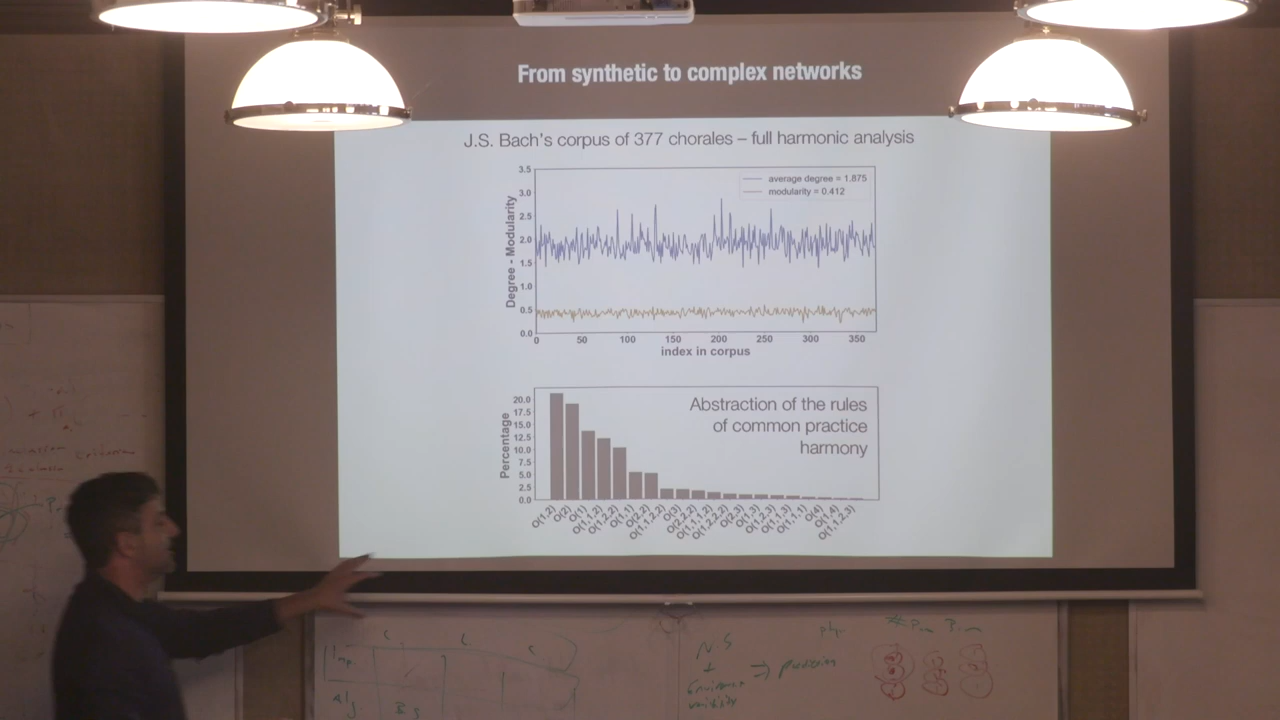 From synthetic to complex networks
J.S. Bach's corpus of 377 chorales – full harmonic analysis
average degree = 1.875
modularity = 0.412
Degree - Modularity
3.5
3.0
2.5
2.0
1.5
1.0
0.5
0.0
0 50 100 150 200 250 300 350
index in corpus
Abstraction of the rules
of common practice
harmony
Percentage
20.0
17.5
15.0
12.5
10.0
7.5
5.0
2.5
0.0
O(1,2) O(2) O(1) O(1,1,2) O(1,2,2) O(1,1) O(2,2) O(1,1,2,2) O(3) O(2,2,2) O(1,1,1,2) O(1,2,2,2) O(2,3) O(1,3) O(1,2,3) O(1,1,3) O(1,1,1) O(4) O(1,4) O(1,1,2,3)
N.S
+
⇒ prediction